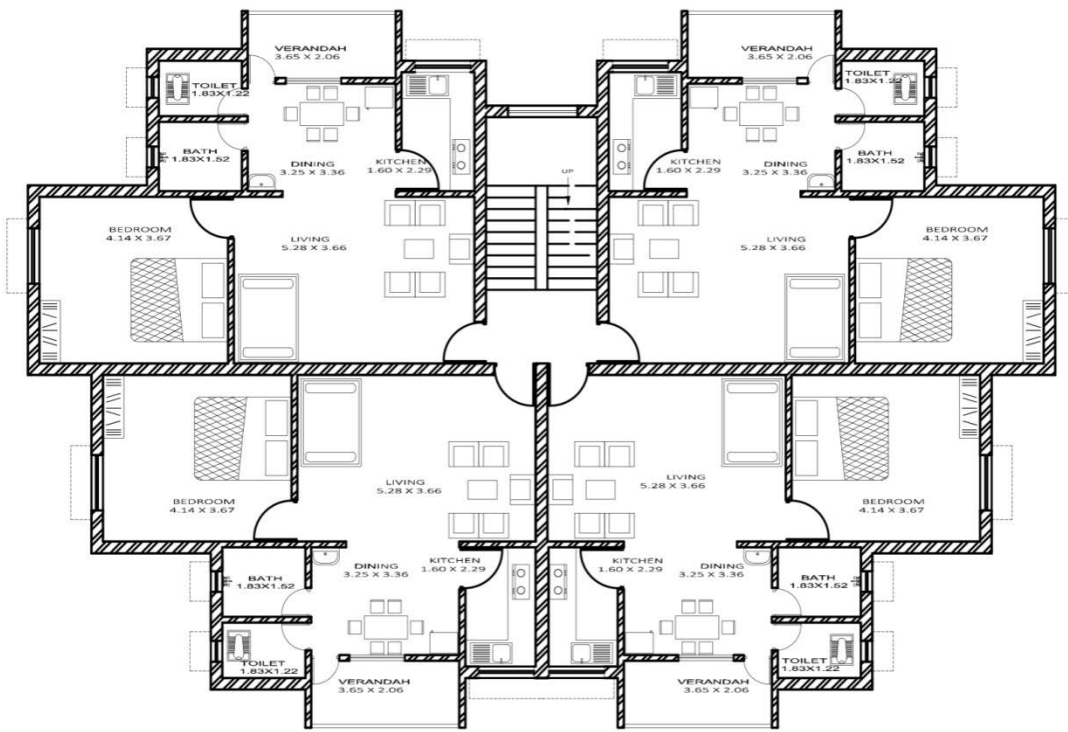 VERANDAH
3.65 X 2.06
TOILET
1.83X1.22
BATH
1.83X1.52
DINING
3.25 X 3.36
KITCHEN
1.60 X 2.29
BEDROOM
4.14 X 3.67
LIVING
5.28 X 3.66
UP
VERANDAH
3.65 X 2.06
TOILET
1.83X1.22
KITCHEN
1.60 X 2.29
DINING
3.25 X 3.36
BATH
1.83X1.52
LIVING
5.28 X 3.66
BEDROOM
4.14 X 3.67
BEDROOM
4.14 X 3.67
LIVING
5.28 X 3.66
BATH
1.83X1.52
DINING
3.25 X 3.36
KITCHEN
1.60 X 2.29
TOILET
1.83X1.22
VERANDAH
3.65 X 2.06
LIVING
5.28 X 3.66
BEDROOM
4.14 X 3.67
KITCHEN
1.60 X 2.29
DINING
3.25 X 3.36
BATH
1.83X1.52
TOILET
1.83X1.22
VERANDAH
3.65 X 2.06